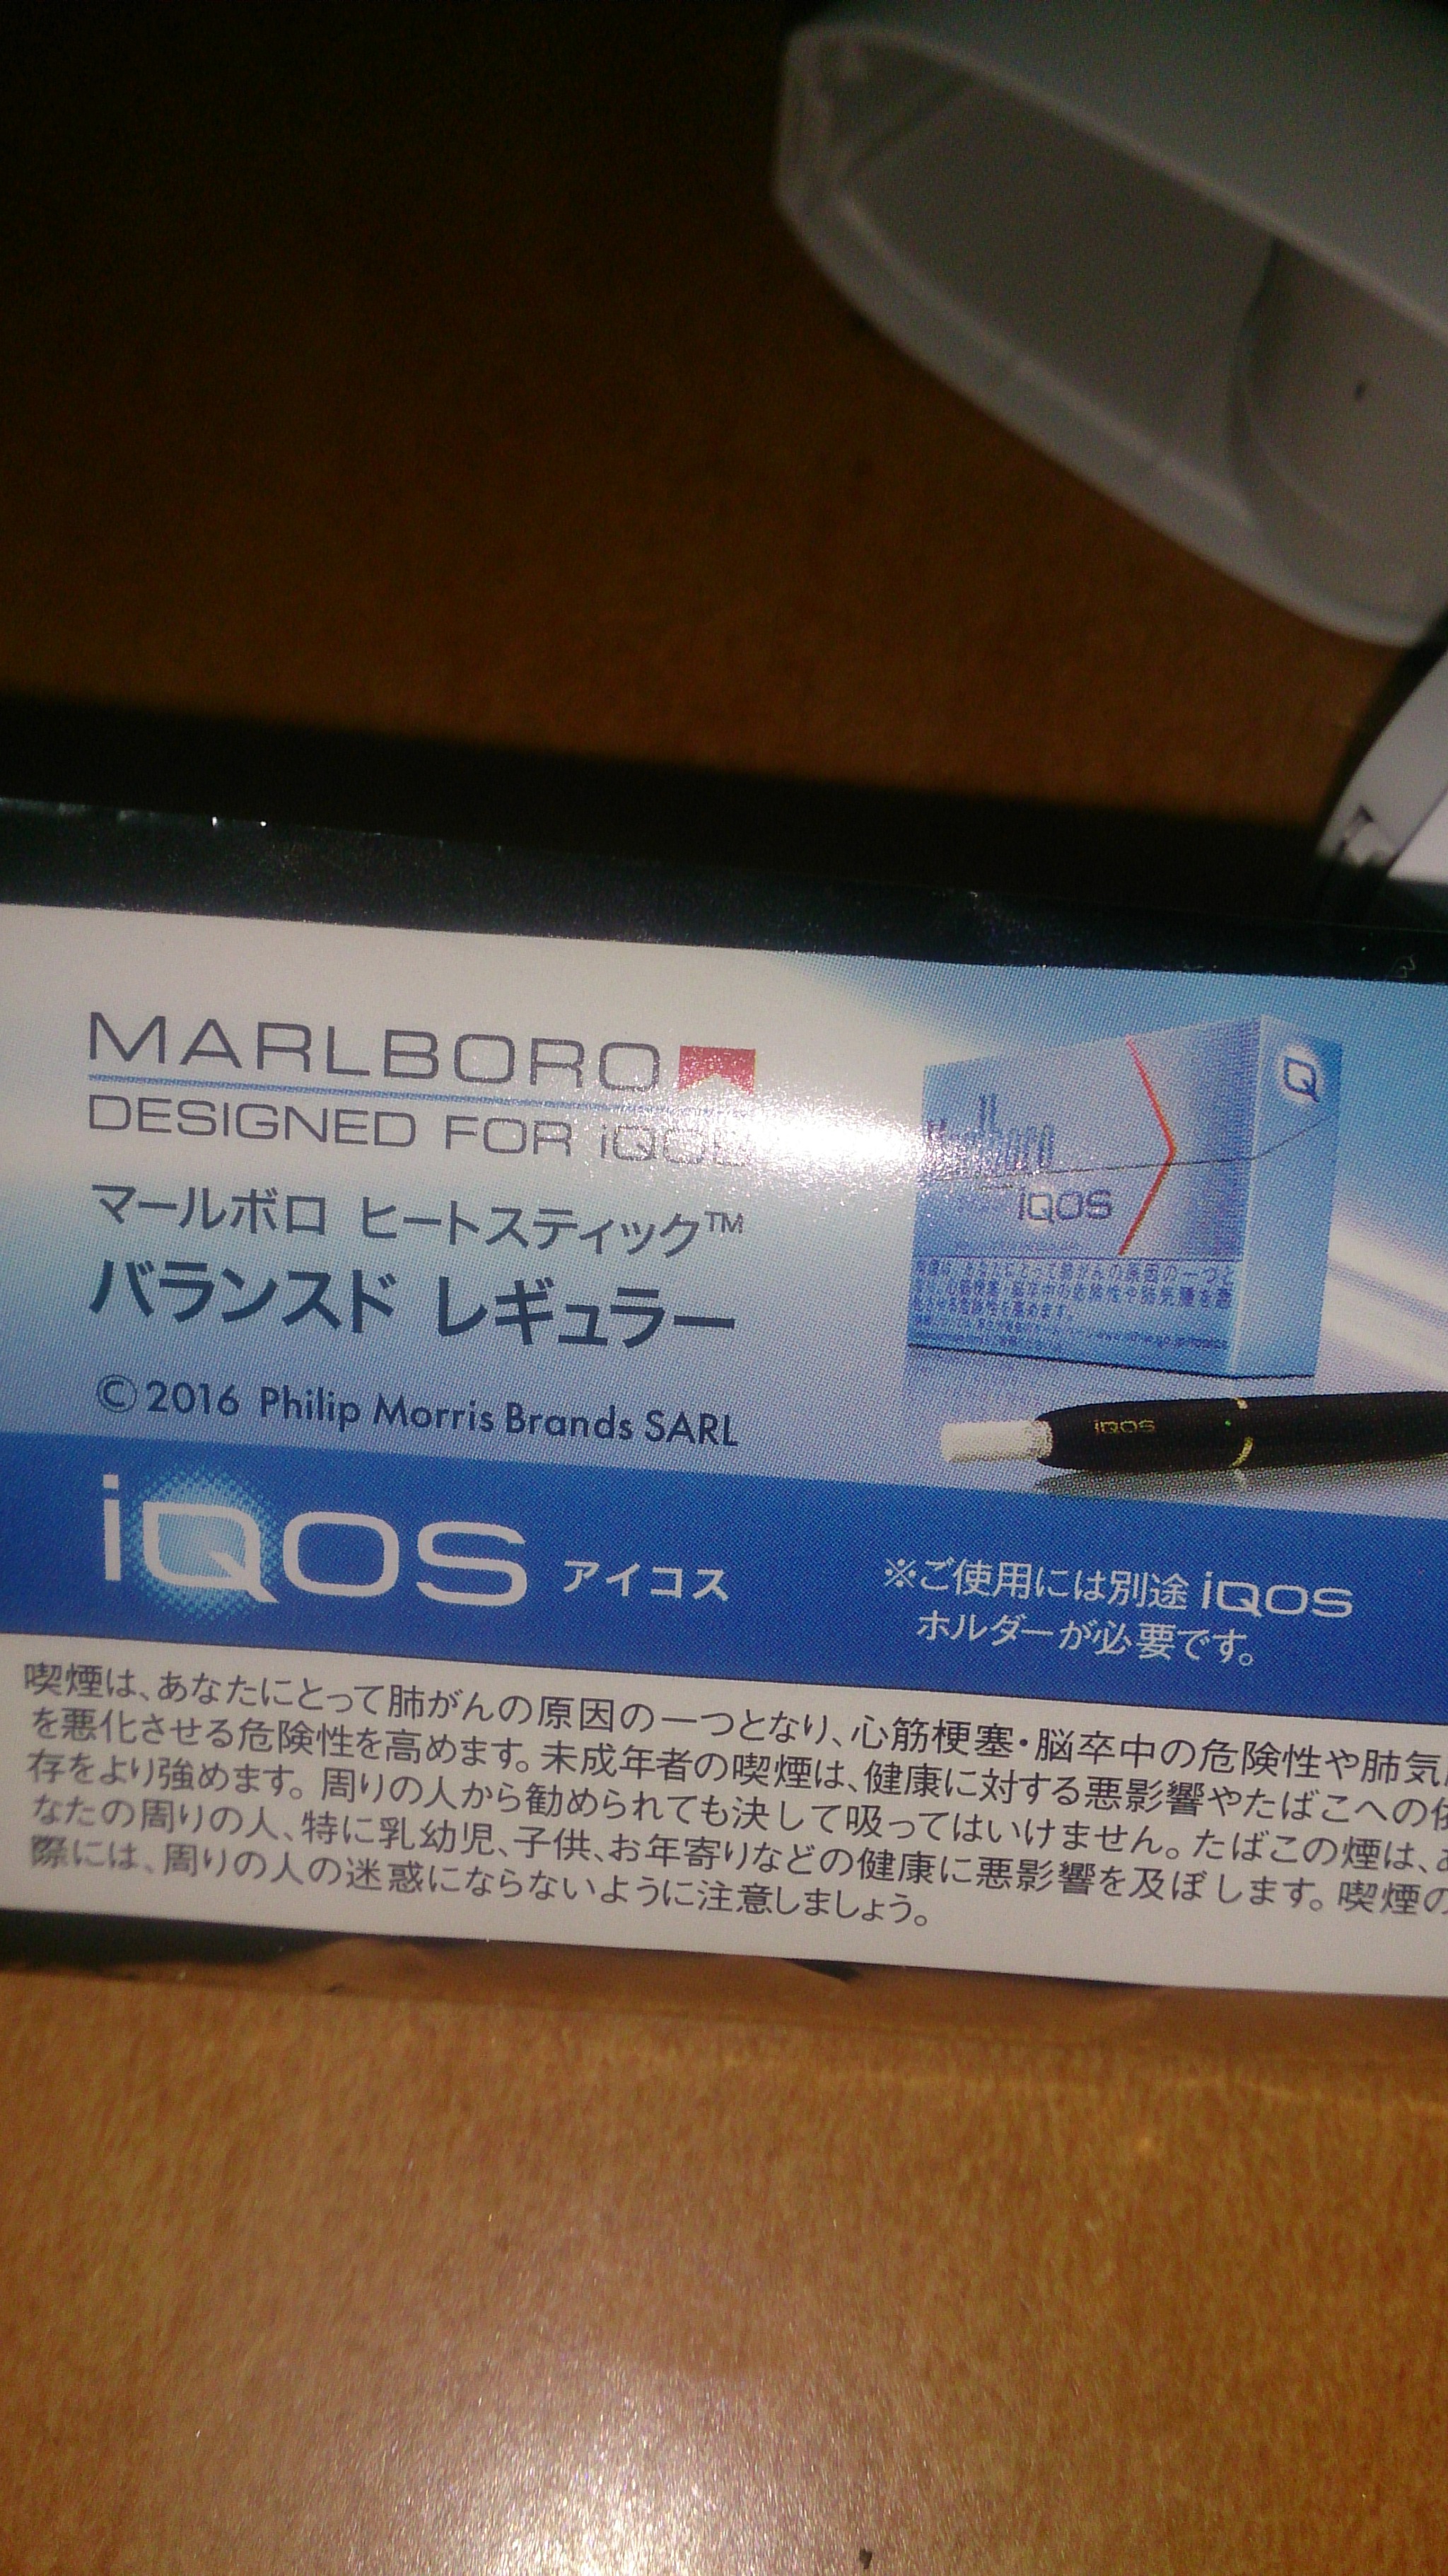 MARLBORO
DESIGNED FOR iQOS
マールボロ ヒートスティック™
バランスド レギュラー
©2016 Philip Morris Brands SARL
Marlboro
iQOS
iQOS
iQOS アイコス
※ご使用には別途 iQOS
ホルダーが必要です。
喫煙は、あなたにとって肺がんの原因の一つとなり、心筋梗塞・脳卒中の危険性や肺気
を悪化させる危険性を高めます。未成年者の喫煙は、健康に対する悪影響やたばこへの
存をより強めます。周りの人から勧められても決して吸ってはいけません。たばこの煙は、あ
なたの周りの人、特に乳幼児、子供、お年寄りなどの健康に悪影響を及ぼします。喫煙の
際には、周りの人の迷惑にならないように注意しましょう。